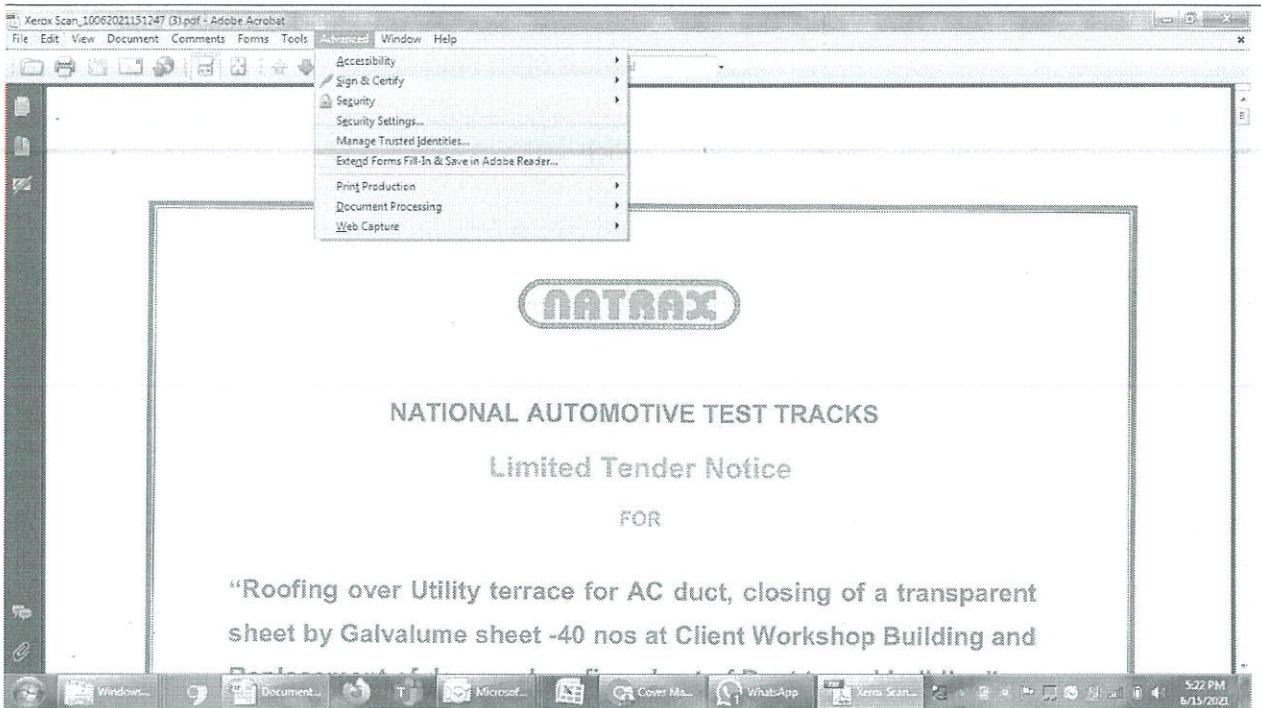 Xerox Scan_10062021151247 (3).pdf - Adobe Acrobat
File Edit View Document Comments Forms Tools Advanced Window Help
Accessibility
Sign & Certify
Security
Security Settings...
Manage Trusted Identities...
Extend Forms Fill-In & Save in Adobe Reader...
Print Production
Document Processing
Web Capture
NATRAX
NATIONAL AUTOMOTIVE TEST TRACKS
Limited Tender Notice
FOR
“Roofing over Utility terrace for AC duct, closing of a transparent
sheet by Galvalume sheet -40 nos at Client Workshop Building and
Windows... Document... Microsof... Cover Ma... WhatsApp Xerox Scan... 5:22 PM
6/15/2021